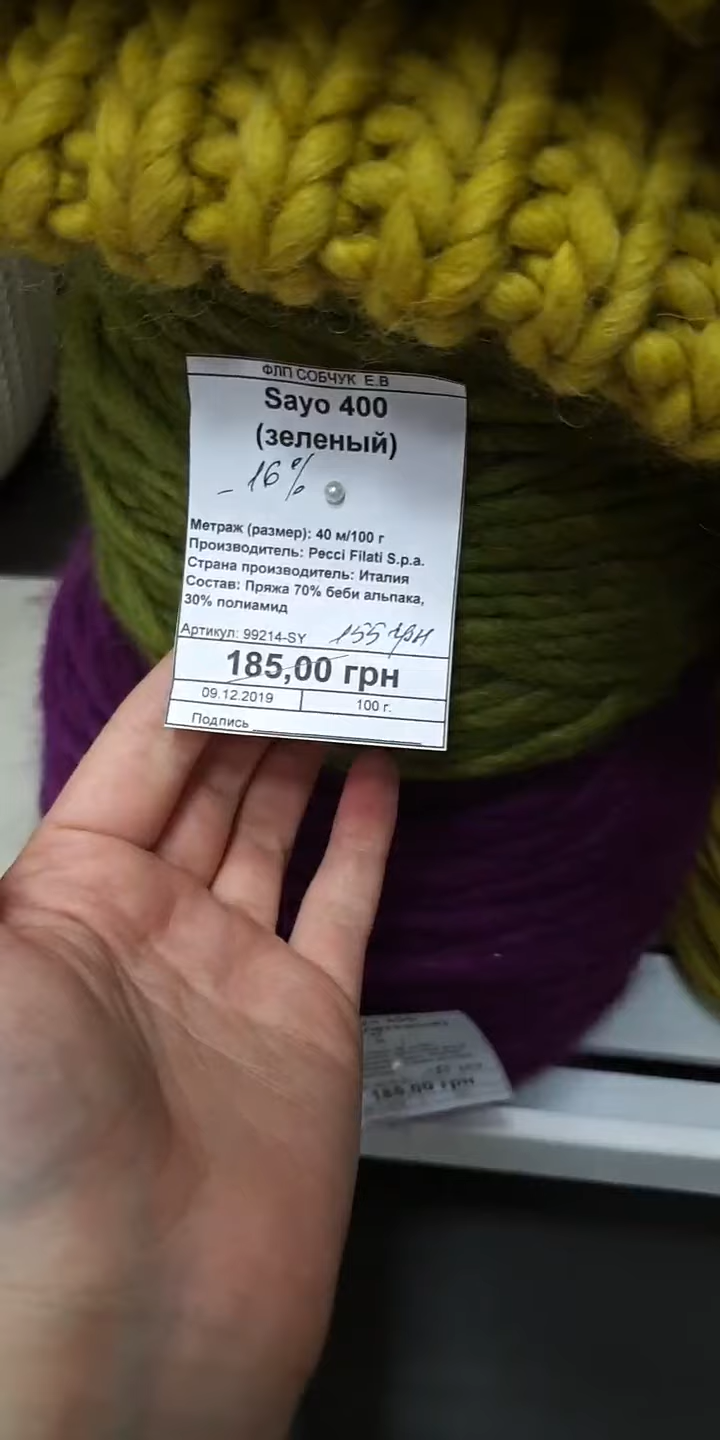 ФЛП СОБЧУК Е.В
Sayo 400
(зеленый)
- 16%
Метраж (размер): 40 м/100 г
Производитель: Pecci Filati S.p.a.
Страна производитель: Италия
Состав: Пряжа 70% беби альпака,
30% полиамид
Артикул: 99214-SY 155 грн
185,00 грн
09.12.2019 100 г.
Подпись
185,00 грн